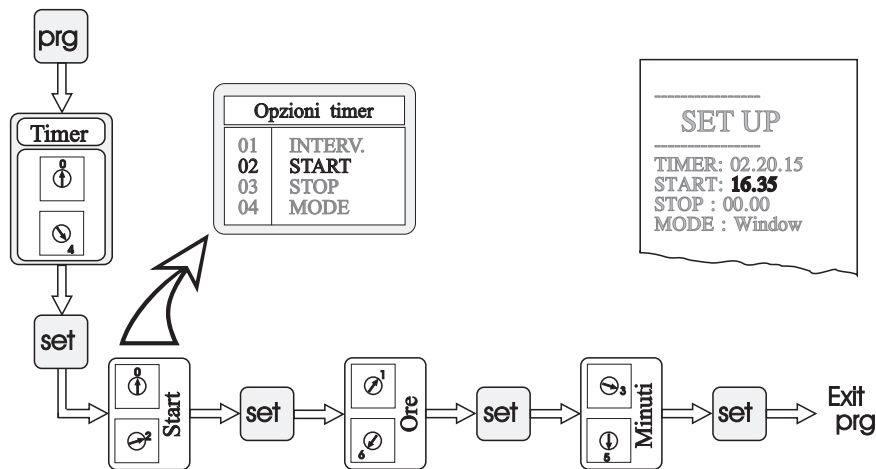 prg
Timer
0
4
set
Opzioni timer
01 INTERV.
02 START
03 STOP
04 MODE
SET UP
TIMER: 02.20.15
START: 16.35
STOP : 00.00
MODE : Window
0
2
Start
set
1
6
Ore
set
3
5
Minuti
set
Exit
prg